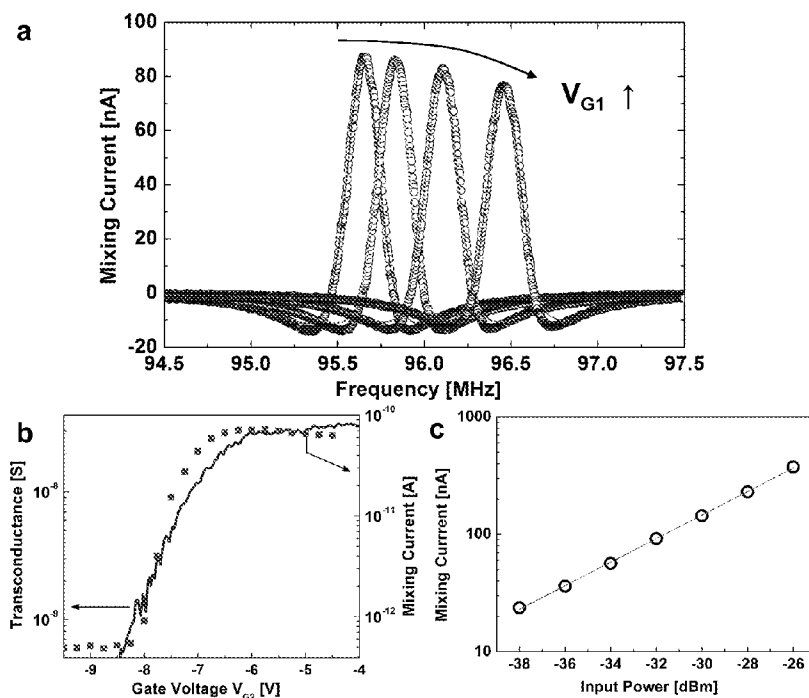 a
100
80
60
40
20
0
-20
Mixing Current [nA]
V_G1 ↑
94.5 95.0 95.5 96.0 96.5 97.0 97.5
Frequency [MHz]
b
10^-8
10^-9
Transconductance [S]
10^-10
10^-11
10^-12
Mixing Current [A]
-9 -8 -7 -6 -5 -4
Gate Voltage V_G2 [V]
c
1000
100
10
Mixing Currrent [nA]
-38 -36 -34 -32 -30 -28 -26
Input Power [dBm]